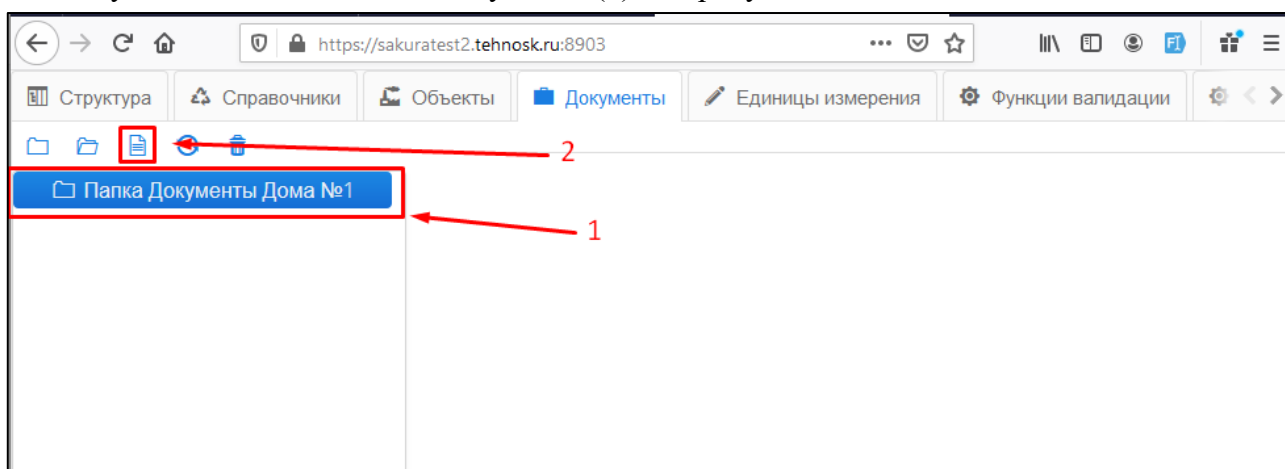 https://sakuratest2.tehnosk.ru:8903
Структура Справочники Объекты Документы Единицы измерения Функции валидации
2
Папка Документы Дома №1
1